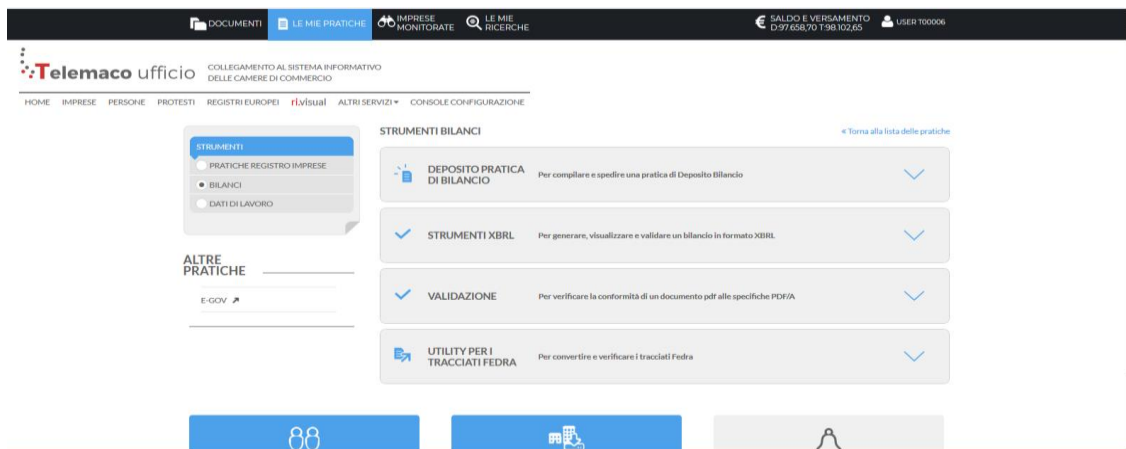 DOCUMENTI
LE MIE PRATICHE
IMPRESE
MONITORATE
LE MIE
RICERCHE
€ SALDO E VERSAMENTO
D:97.658,70 T:98.102,65
USER T00006
Telemaco ufficio
COLLEGAMENTO AL SISTEMA INFORMATIVO
DELLE CAMERE DI COMMERCIO
HOME IMPRESE PERSONE PROTESTI REGISTRI EUROPEI ri.visual ALTRI SERVIZI CONSOLE CONFIGURAZIONE
STRUMENTI
PRATICHE REGISTRO IMPRESE
BILANCI
DATI DI LAVORO
ALTRE
PRATICHE
E-GOV
STRUMENTI BILANCI
« Torna alla lista delle pratiche
DEPOSITO PRATICA
DI BILANCIO
Per compilare e spedire una pratica di Deposito Bilancio
STRUMENTI XBRL
Per generare, visualizzare e validare un bilancio in formato XBRL
VALIDAZIONE
Per verificare la conformità di un documento pdf alle specifiche PDF/A
UTILITY PER I
TRACCIATI FEDRA
Per convertire e verificare i tracciati Fedra